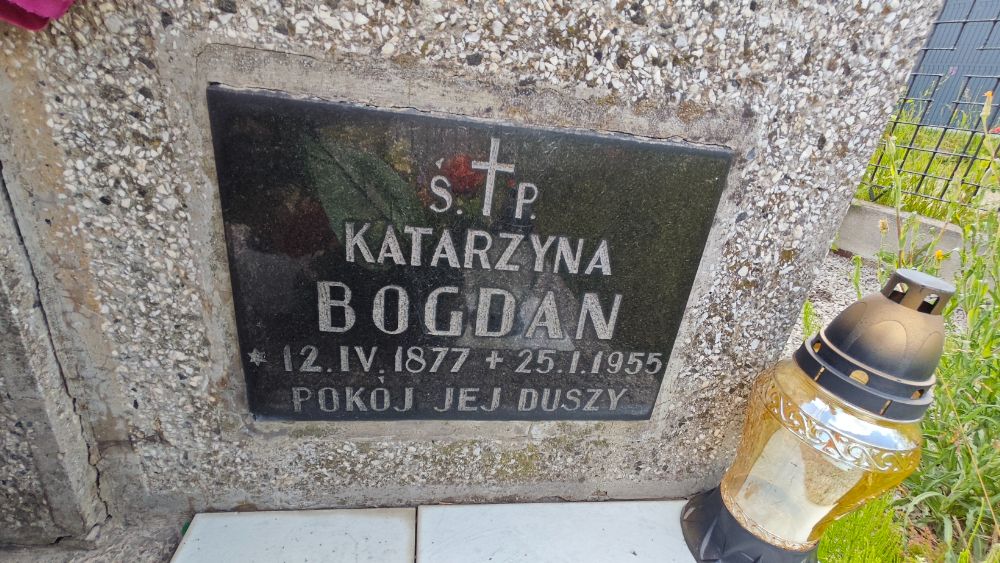 Ś. P.
KATARZYNA
BOGDAN
* 12.IV.1877 + 25.I.1955
POKÓJ JEJ DUSZY